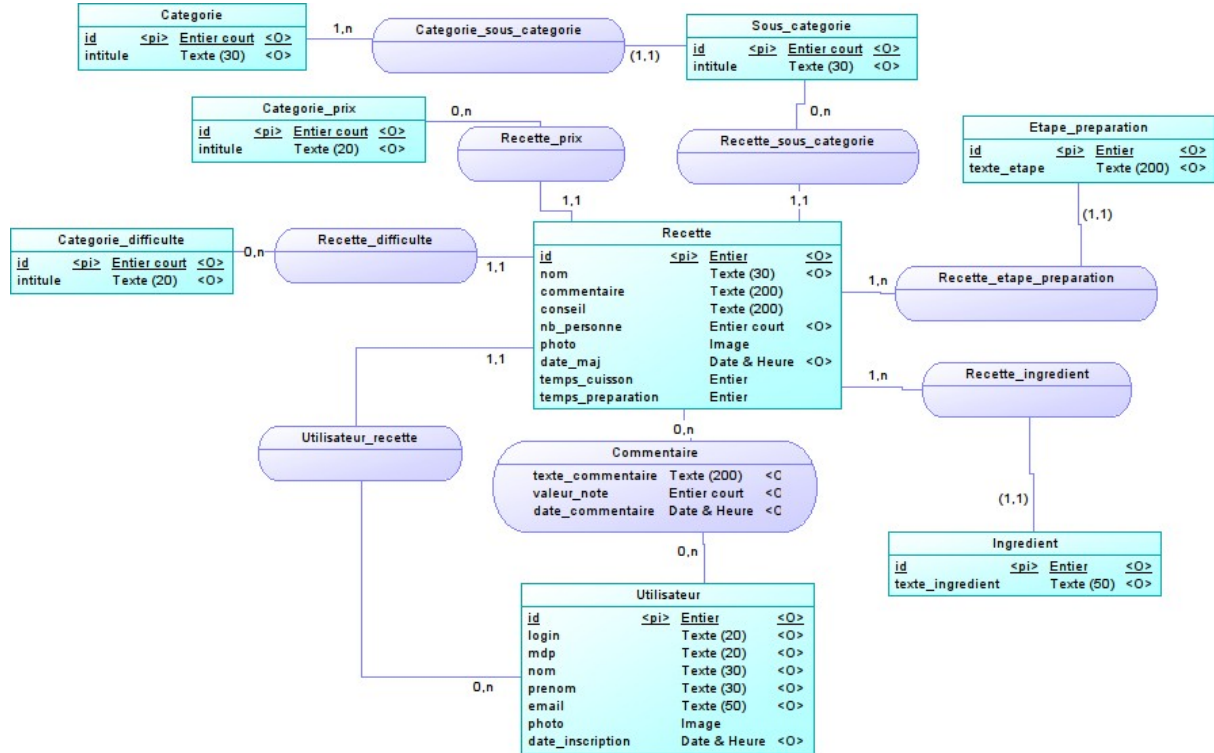 Categorie
id <pi> Entier court <O>
intitule Texte (30) <O>
1,n
Categorie_sous_categorie
(1,1)
Sous_categorie
id <pi> Entier court <O>
intitule Texte (30) <O>
Categorie_prix
id <pi> Entier court <O>
intitule Texte (20) <O>
0,n
Recette_prix
1,1
0,n
Recette_sous_categorie
1,1
Etape_preparation
id <pi> Entier <O>
texte_etape Texte (200) <O>
(1,1)
Recette_etape_preparation
1,n
Categorie_difficulte
id <pi> Entier court <O>
intitule Texte (20) <O>
0,n
Recette_difficulte
1,1
Recette
id <pi> Entier <O>
nom Texte (30) <O>
commentaire Texte (200)
conseil Texte (200)
nb_personne Entier court <O>
photo Image
date_maj Date & Heure <O>
temps_cuisson Entier
temps_preparation Entier
1,n
Recette_ingredient
(1,1)
Ingredient
id <pi> Entier <O>
texte_ingredient Texte (50) <O>
1,1
Utilisateur_recette
0,n
0,n
Commentaire
texte_commentaire Texte (200) <C
valeur_note Entier court <C
date_commentaire Date & Heure <C
0,n
Utilisateur
id <pi> Entier <O>
login Texte (20) <O>
mdp Texte (20) <O>
nom Texte (30) <O>
prenom Texte (30) <O>
email Texte (50) <O>
photo Image
date_inscription Date & Heure <O>